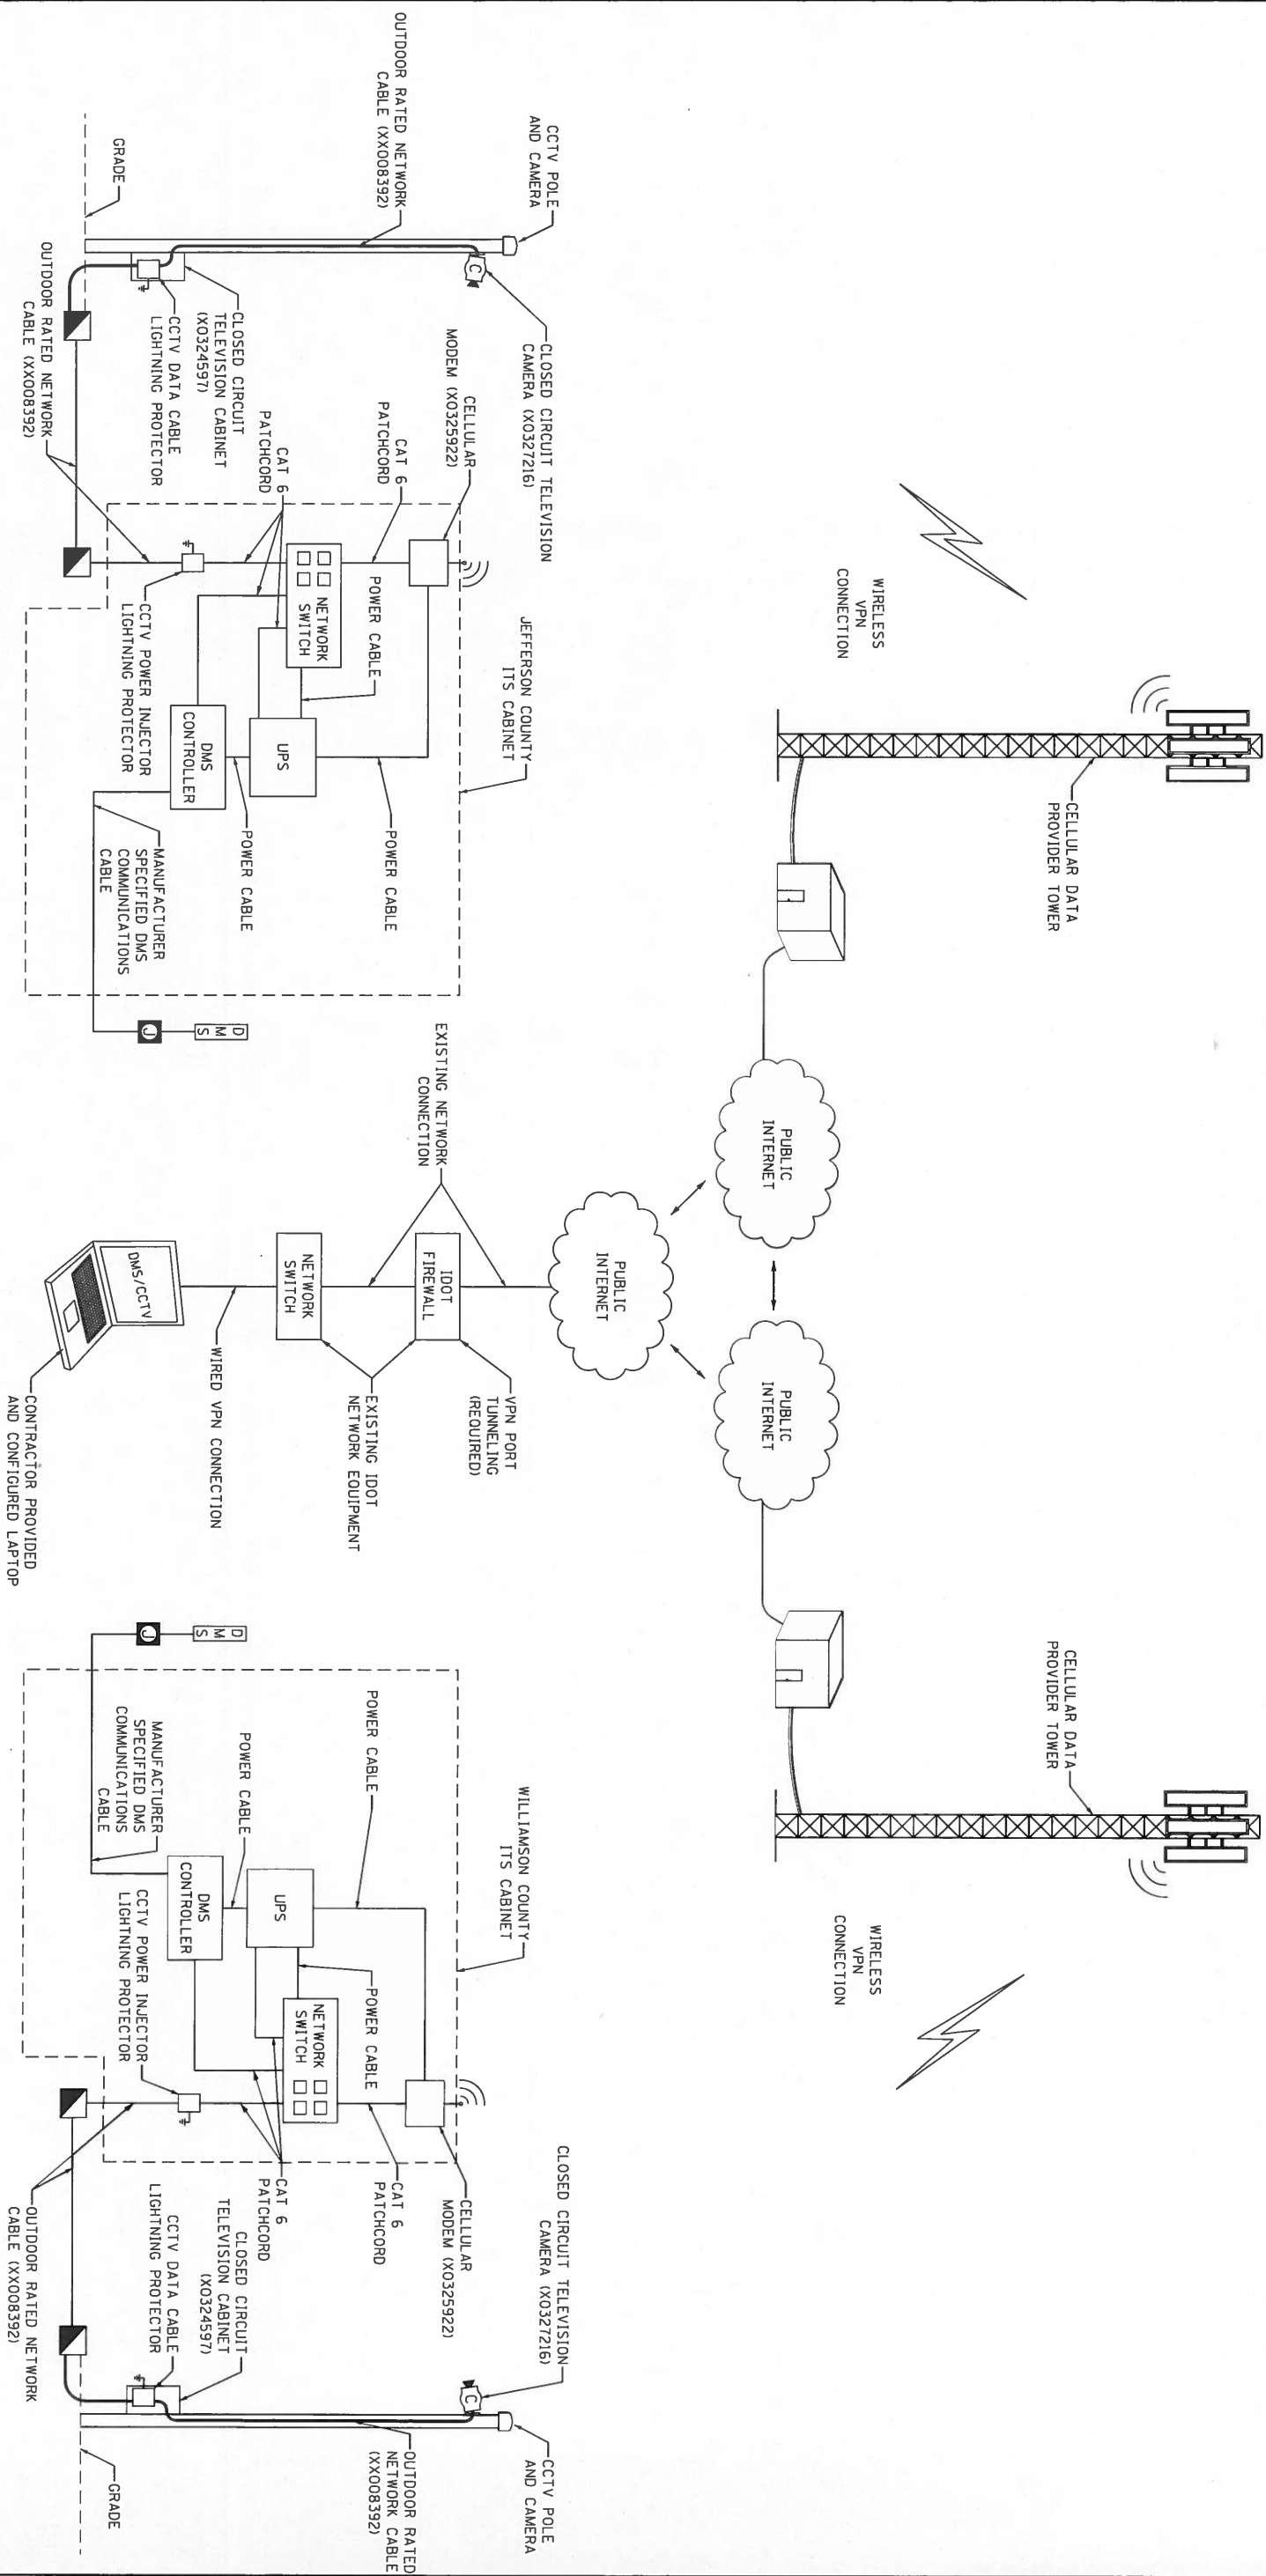 CELLULAR DATA
PROVIDER TOWER
CELLULAR DATA
PROVIDER TOWER
WIRELESS
VPN
CONNECTION
WIRELESS
VPN
CONNECTION
PUBLIC
INTERNET
PUBLIC
INTERNET
PUBLIC
INTERNET
CCTV POLE
AND CAMERA
CLOSED CIRCUIT TELEVISION
CAMERA (X0327216)
C
OUTDOOR RATED NETWORK
CABLE (XX008392)
GRADE
CLOSED CIRCUIT
TELEVISION CABINET
(X0324597)
CCTV DATA CABLE
LIGHTNING PROTECTOR
OUTDOOR RATED NETWORK
CABLE (XX008392)
CELLULAR
MODEM (X0325922)
CAT 6
PATCHCORD
CAT 6
PATCHCORD
JEFFERSON COUNTY
ITS CABINET
POWER CABLE
NETWORK
SWITCH
UPS
POWER CABLE
DMS
CONTROLLER
POWER CABLE
CCTV POWER INJECTOR
LIGHTNING PROTECTOR
MANUFACTURER
SPECIFIED DMS
COMMUNICATIONS
CABLE
D
M
S
J
EXISTING NETWORK
CONNECTION
IDOT
FIREWALL
VPN PORT
TUNNELING
(REQUIRED)
NETWORK
SWITCH
EXISTING IDOT
NETWORK EQUIPMENT
WIRED VPN CONNECTION
DMS/CCTV
CONTRACTOR PROVIDED
AND CONFIGURED LAPTOP
D
M
S
J
WILLIAMSON COUNTY
ITS CABINET
POWER CABLE
POWER CABLE
POWER CABLE
UPS
NETWORK
SWITCH
DMS
CONTROLLER
MANUFACTURER
SPECIFIED DMS
COMMUNICATIONS
CABLE
CCTV POWER INJECTOR
LIGHTNING PROTECTOR
CELLULAR
MODEM (X0325922)
CAT 6
PATCHCORD
CAT 6
PATCHCORD
CLOSED CIRCUIT TELEVISION
CAMERA (X0327216)
C
CCTV POLE
AND CAMERA
CLOSED CIRCUIT
TELEVISION CABINET
(X0324597)
CCTV DATA CABLE
LIGHTNING PROTECTOR
OUTDOOR RATED NETWORK
CABLE (XX008392)
OUTDOOR RATED
NETWORK CABLE
(XX008392)
GRADE